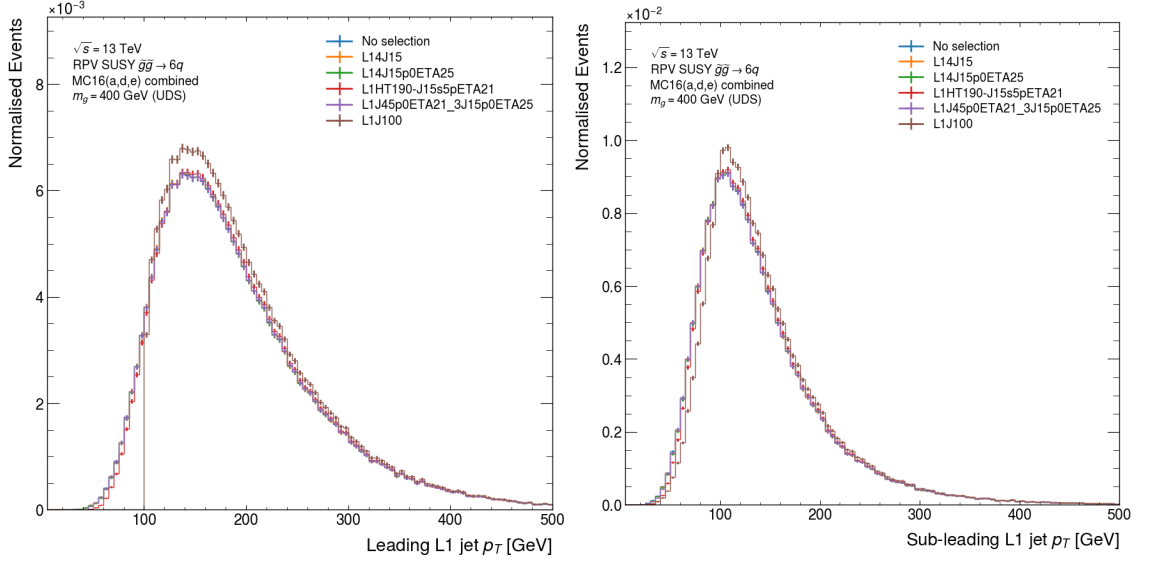 ×10⁻³
Normalised Events
8
6
4
2
0
√s = 13 TeV
RPV SUSY g̃g̃ → 6q
MC16(a,d,e) combined
m_g = 400 GeV (UDS)
No selection
L14J15
L14J15p0ETA25
L1HT190-J15s5pETA21
L1J45p0ETA21_3J15p0ETA25
L1J100
100 200 300 400 500
Leading L1 jet p_T [GeV]
×10⁻²
Normalised Events
1.2
1.0
0.8
0.6
0.4
0.2
0.0
√s = 13 TeV
RPV SUSY g̃g̃ → 6q
MC16(a,d,e) combined
m_g = 400 GeV (UDS)
No selection
L14J15
L14J15p0ETA25
L1HT190-J15s5pETA21
L1J45p0ETA21_3J15p0ETA25
L1J100
100 200 300 400 500
Sub-leading L1 jet p_T [GeV]